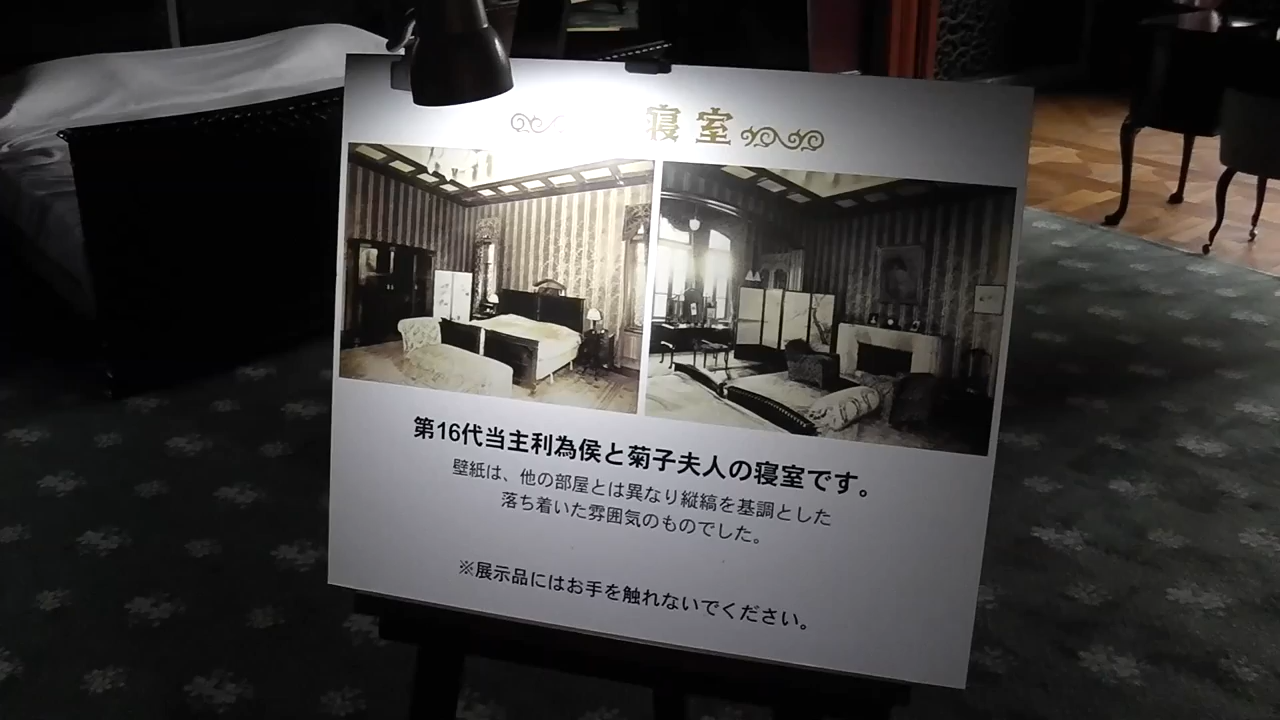 寝室
第16代当主利為侯と菊子夫人の寝室です。
壁紙は、他の部屋とは異なり縦縞を基調とした
落ち着いた雰囲気のものでした。
※展示品にはお手を触れないでください。